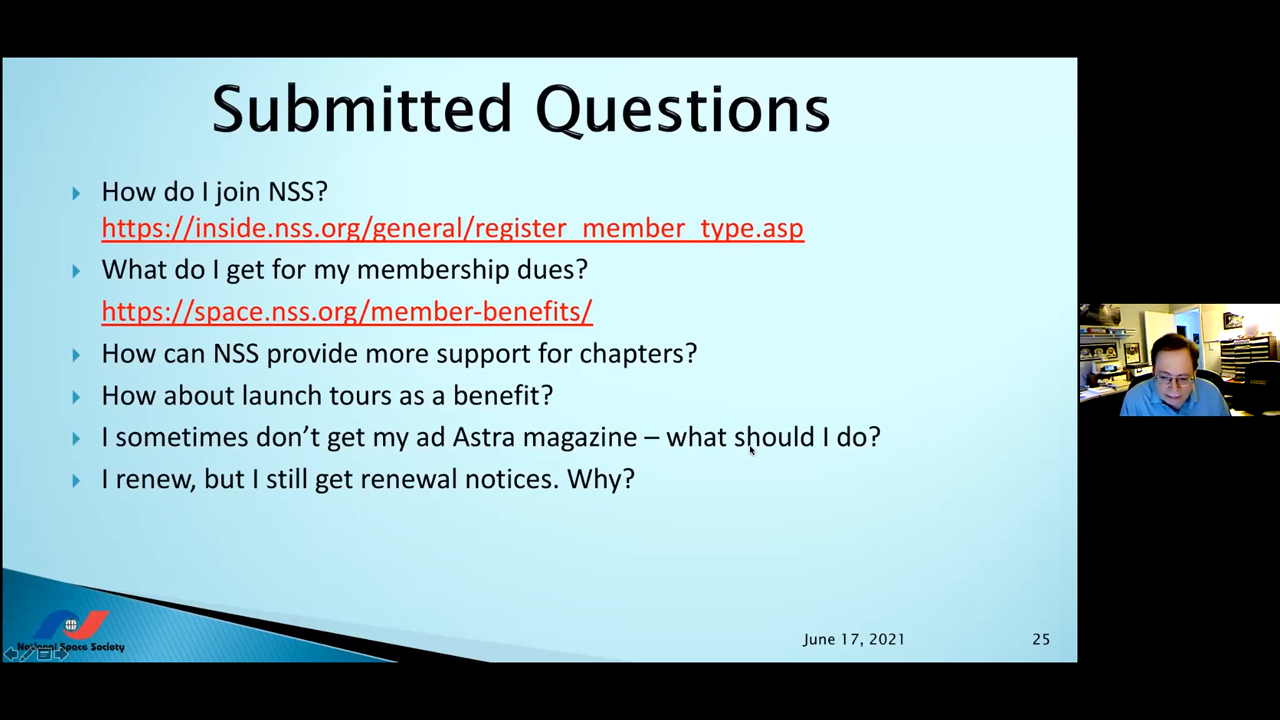 Submitted Questions
How do I join NSS?
https://inside.nss.org/general/register_member_type.asp
What do I get for my membership dues?
https://space.nss.org/member-benefits/
How can NSS provide more support for chapters?
How about launch tours as a benefit?
I sometimes don’t get my ad Astra magazine – what should I do?
I renew, but I still get renewal notices. Why?
National Space Society
June 17, 2021
25